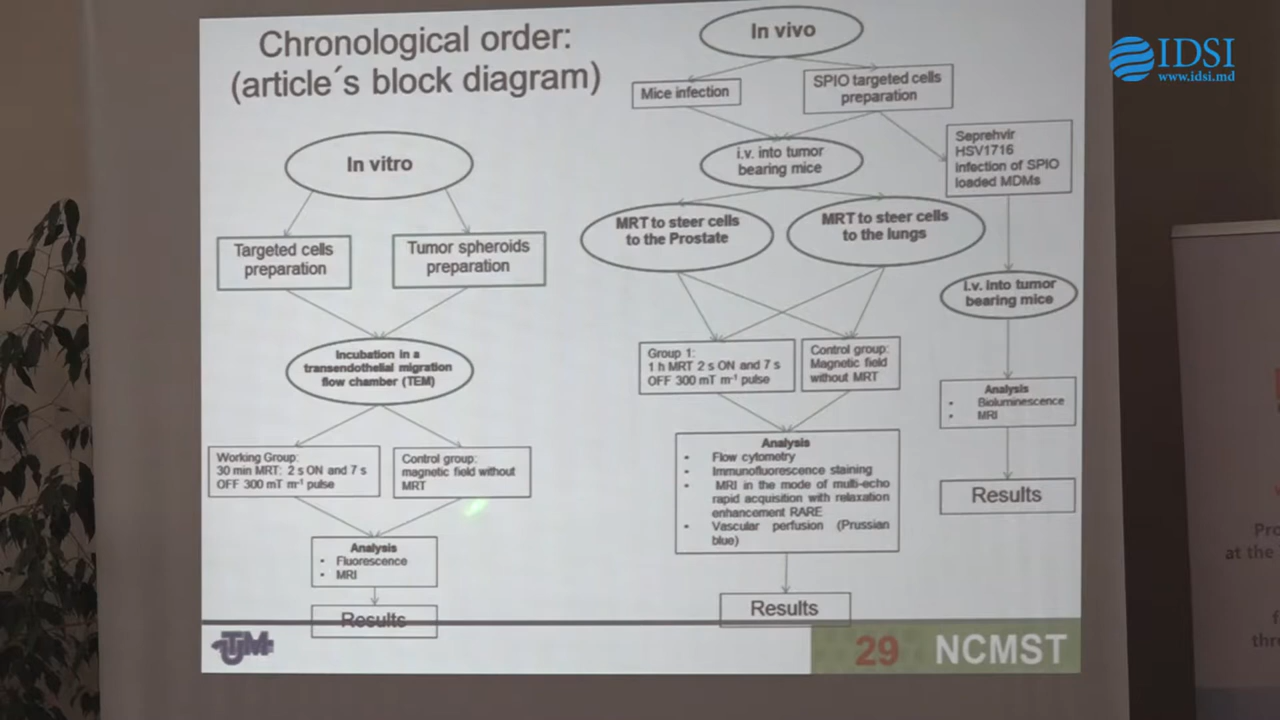 Chronological order:
(article´s block diagram)
In vitro
Targeted cells
preparation
Tumor spheroids
preparation
Incubation in a
transendothelial migration
flow chamber (TEM)
Working Group:
30 min MRT: 2 s ON and 7 s
OFF 300 mT m⁻¹ pulse
Control group:
magnetic field without
MRT
Analysis
• Fluorescence
• MRI
Results
In vivo
Mice infection
SPIO targeted cells
preparation
i.v. into tumor
bearing mice
Seprehvir
HSV1716
infection of SPIO
loaded MDMs
MRT to steer cells
to the Prostate
MRT to steer cells
to the lungs
i.v. into tumor
bearing mice
Group 1:
1 h MRT 2 s ON and 7 s
OFF 300 mT m⁻¹ pulse
Control group:
Magnetic field
without MRT
Analysis
• Bioluminescence
• MRI
Results
Analysis
• Flow cytometry
• Immunofluorescence staining
• MRI in the mode of multi-echo
rapid acquisition with relaxation
enhancement RARE
• Vascular perfusion (Prussian
blue)
Results
UTM
29 NCMST
IDSI
www.idsi.md
at the